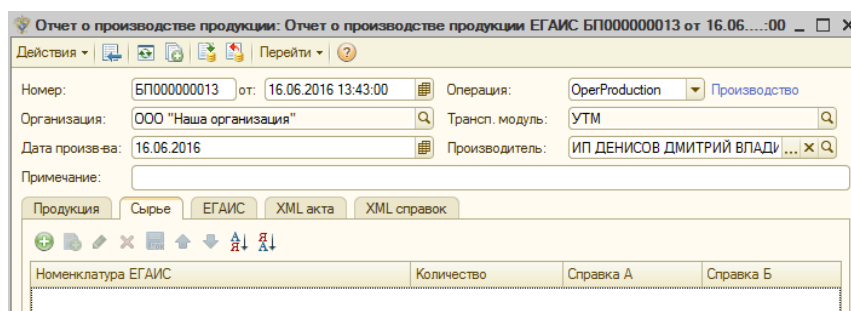 Отчет о производстве продукции: Отчет о производстве продукции ЕГАИС БП000000013 от 16.06....:00
Действия Перейти
Номер: БП000000013 от: 16.06.2016 13:43:00 Операция: OperProduction Производство
Организация: ООО "Наша организация" Трансп. модуль: УТМ
Дата произв-ва: 16.06.2016 Производитель: ИП ДЕНИСОВ ДМИТРИЙ ВЛАДИ ...
Примечание:
Продукция Сырье ЕГАИС XML акта XML справок
Номенклатура ЕГАИС Количество Справка А Справка Б